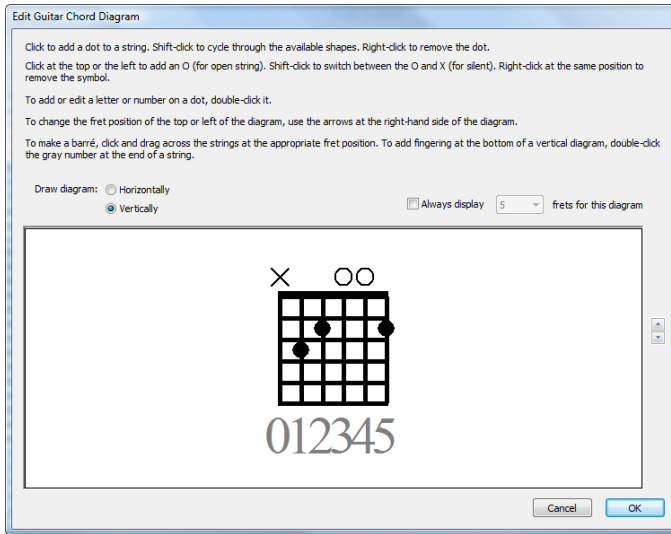 Edit Guitar Chord Diagram
Click to add a dot to a string. Shift-click to cycle through the available shapes. Right-click to remove the dot.
Click at the top or the left to add an O (for open string). Shift-click to switch between the O and X (for silent). Right-click at the same position to
remove the symbol.
To add or edit a letter or number on a dot, double-click it.
To change the fret position of the top or left of the diagram, use the arrows at the right-hand side of the diagram.
To make a barré, click and drag across the strings at the appropriate fret position. To add fingering at the bottom of a vertical diagram, double-click
the gray number at the end of a string.
Draw diagram: Horizontally
Vertically
Always display 5 frets for this diagram
X OO
012345
Cancel OK